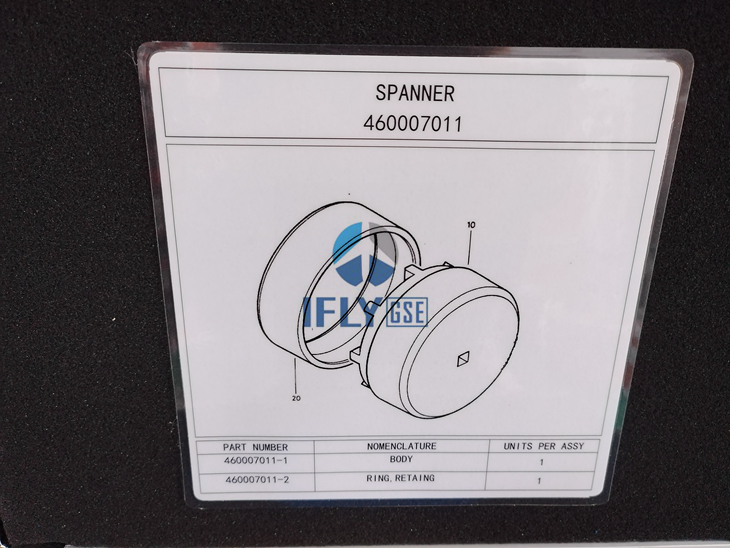 SPANNER
460007011
10
IFLY GSE
20
PART NUMBER NOMENCLATURE UNITS PER ASSY
460007011-1 BODY 1
460007011-2 RING,RETAING 1